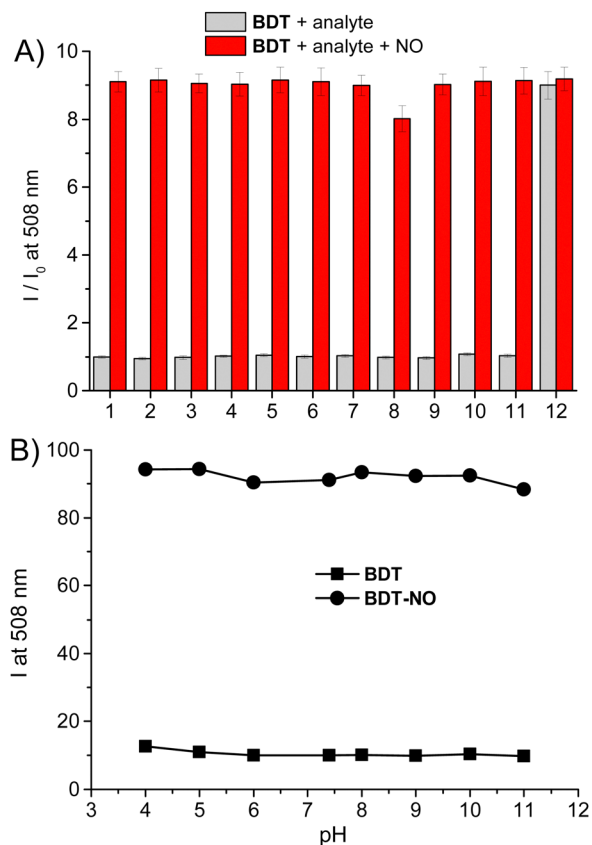 BDT + analyte
BDT + analyte + NO
A)
10
8
6
4
2
0
I / I0 at 508 nm
1 2 3 4 5 6 7 8 9 10 11 12
B)
100
80
60
40
20
0
I at 508 nm
BDT
BDT-NO
3 4 5 6 7 8 9 10 11 12
pH